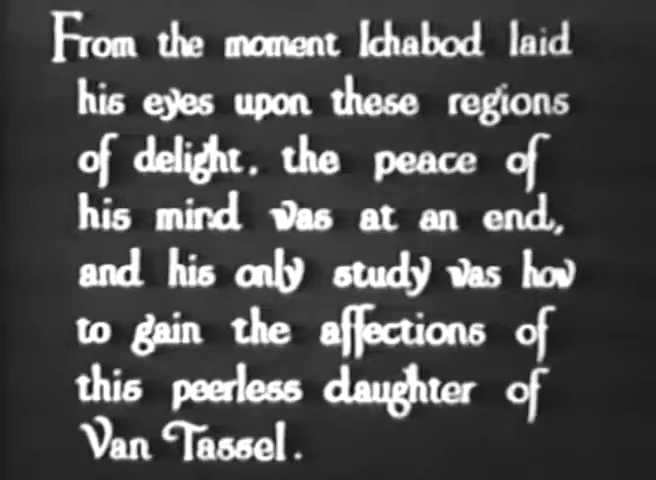 From the moment Ichabod laid
his eyes upon these regions
of delight, the peace of
his mind was at an end,
and his only study was how
to gain the affections of
this peerless daughter of
Van Tassel.